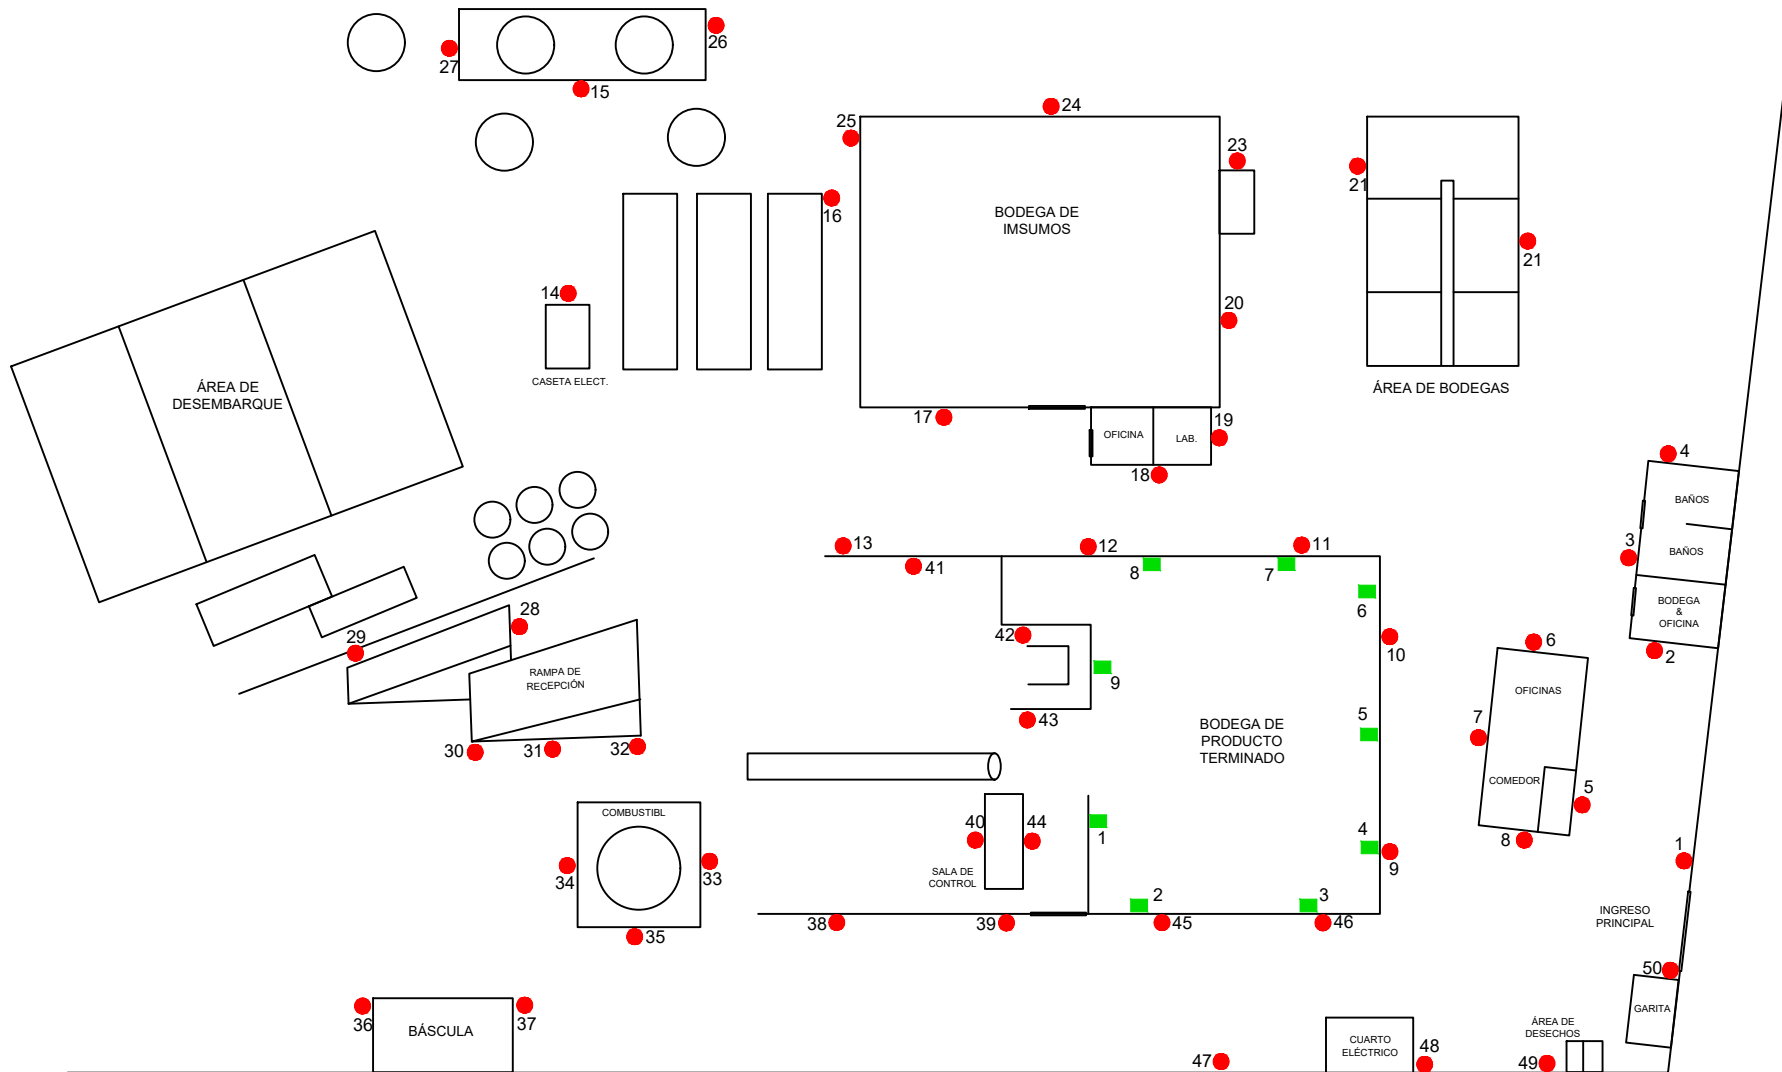 26
27
15
24
25
23
21
16
BODEGA DE
IMSUMOS
21
14
20
CASETA ELECT.
ÁREA DE
DESEMBARQUE
ÁREA DE BODEGAS
17
19
OFICINA
LAB.
18
4
BAÑOS
3
BAÑOS
13
12
11
41
8
7
6
BODEGA
&
OFICINA
28
29
42
10
6
2
RAMPA DE
RECEPCIÓN
9
OFICINAS
43
5
7
BODEGA DE
PRODUCTO
TERMINADO
30
31
32
COMEDOR
5
COMBUSTIBL
40
44
1
4
8
1
34
33
SALA DE
CONTROL
9
2
3
38
39
45
46
INGRESO
PRINCIPAL
35
50
36
37
BÁSCULA
GARITA
ÁREA DE
DESECHOS
CUARTO
ELÉCTRICO
47
48
49